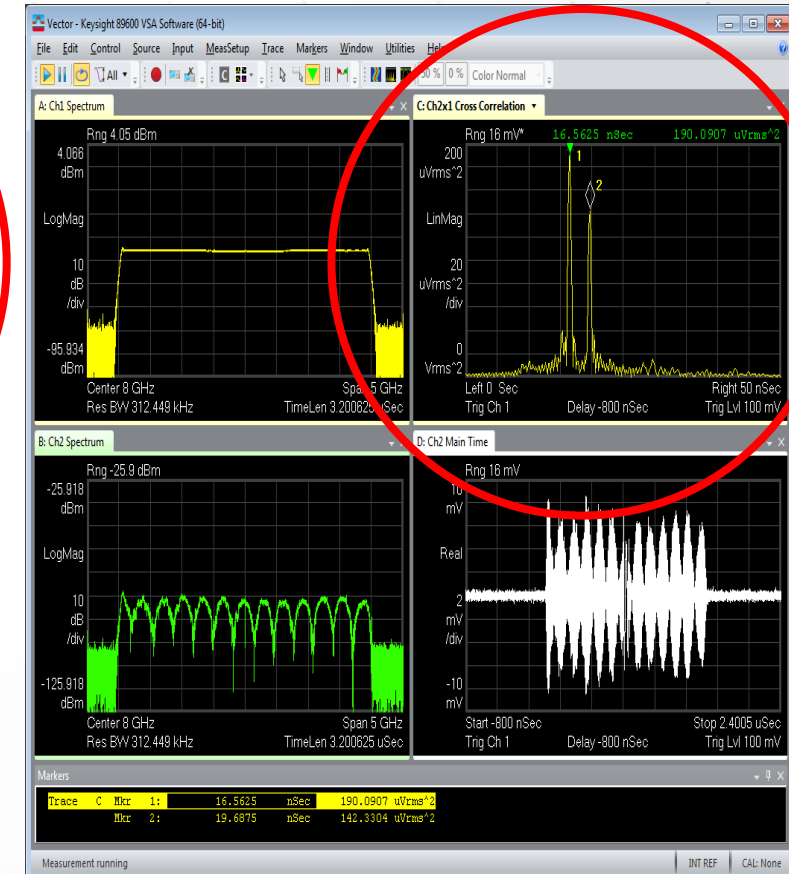 Vector - Keysight 89600 VSA Software (64-bit)
File Edit Control Source Input MeasSetup Trace Markers Window Utilities Help
All 50 % 0 % Color Normal
A: Ch1 Spectrum
Rng 4.05 dBm
4.066
dBm
LogMag
10
dB
/div
-95.934
dBm
Center 8 GHz Span 5 GHz
Res BW 312.449 kHz TimeLen 3.200625 uSec
C: Ch2x1 Cross Correlation
Rng 16 mV* 16.5625 nSec 190.0907 uVrms^2
200
uVrms^2
1
2
LinMag
20
uVrms^2
/div
0
Vrms^2
Left 0 Sec Right 50 nSec
Trig Ch 1 Delay-800 nSec Trig Lvl 100 mV
B: Ch2 Spectrum
Rng -25.9 dBm
-25.918
dBm
LogMag
10
dB
/div
-125.918
dBm
Center 8 GHz Span 5 GHz
Res BW 312.449 kHz TimeLen 3.200625 uSec
D: Ch2 Main Time
Rng 16 mV
10
mV
Real
2
mV
/div
-10
mV
Start -800 nSec Stop 2.4005 uSec
Trig Ch 1 Delay-800 nSec Trig Lvl 100 mV
Markers
Trace C Mkr 1: 16.5625 nSec 190.0907 uVrms^2
Mkr 2: 19.6875 nSec 142.3304 uVrms^2
Measurement running INT REF CAL: None